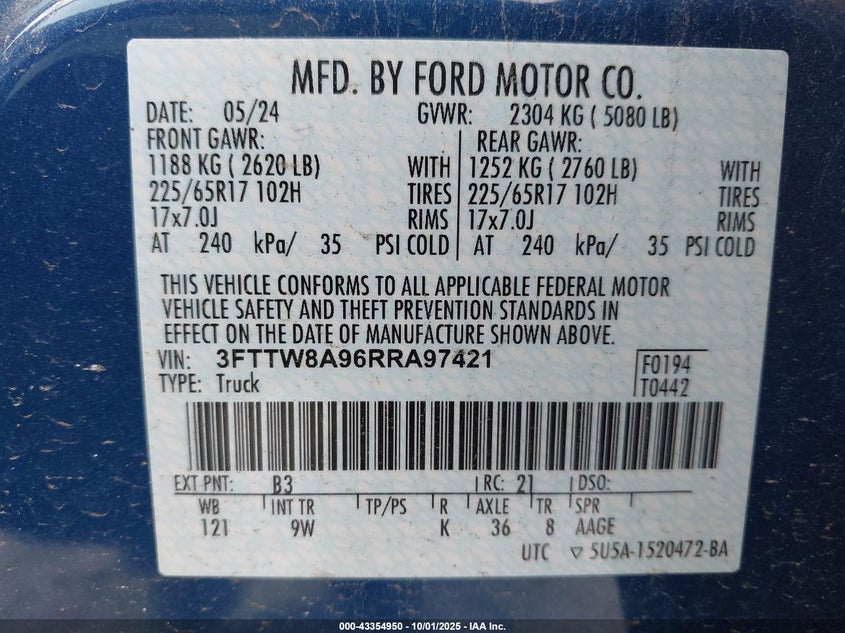 MFD. BY FORD MOTOR CO.
DATE: 05/24 GVWR: 2304 KG ( 5080 LB)
FRONT GAWR: REAR GAWR:
1188 KG ( 2620 LB) WITH 1252 KG ( 2760 LB) WITH
225/65R17 102H TIRES 225/65R17 102H TIRES
17x7.0J RIMS 17x7.0J RIMS
AT 240 kPa/ 35 PSI COLD AT 240 kPa/ 35 PSI COLD
THIS VEHICLE CONFORMS TO ALL APPLICABLE FEDERAL MOTOR
VEHICLE SAFETY AND THEFT PREVENTION STANDARDS IN
EFFECT ON THE DATE OF MANUFACTURE SHOWN ABOVE.
VIN: 3FTTW8A96RRA97421 F0194
TYPE: Truck T0442
EXT PNT: B3 RC: 21 DSO:
WB INT TR TP/PS R AXLE TR SPR
121 9W K 36 8 AAGE
UTC ▽ 5U5A-1520472-BA
000-43354950 - 10/01/2025 - IAA Inc.